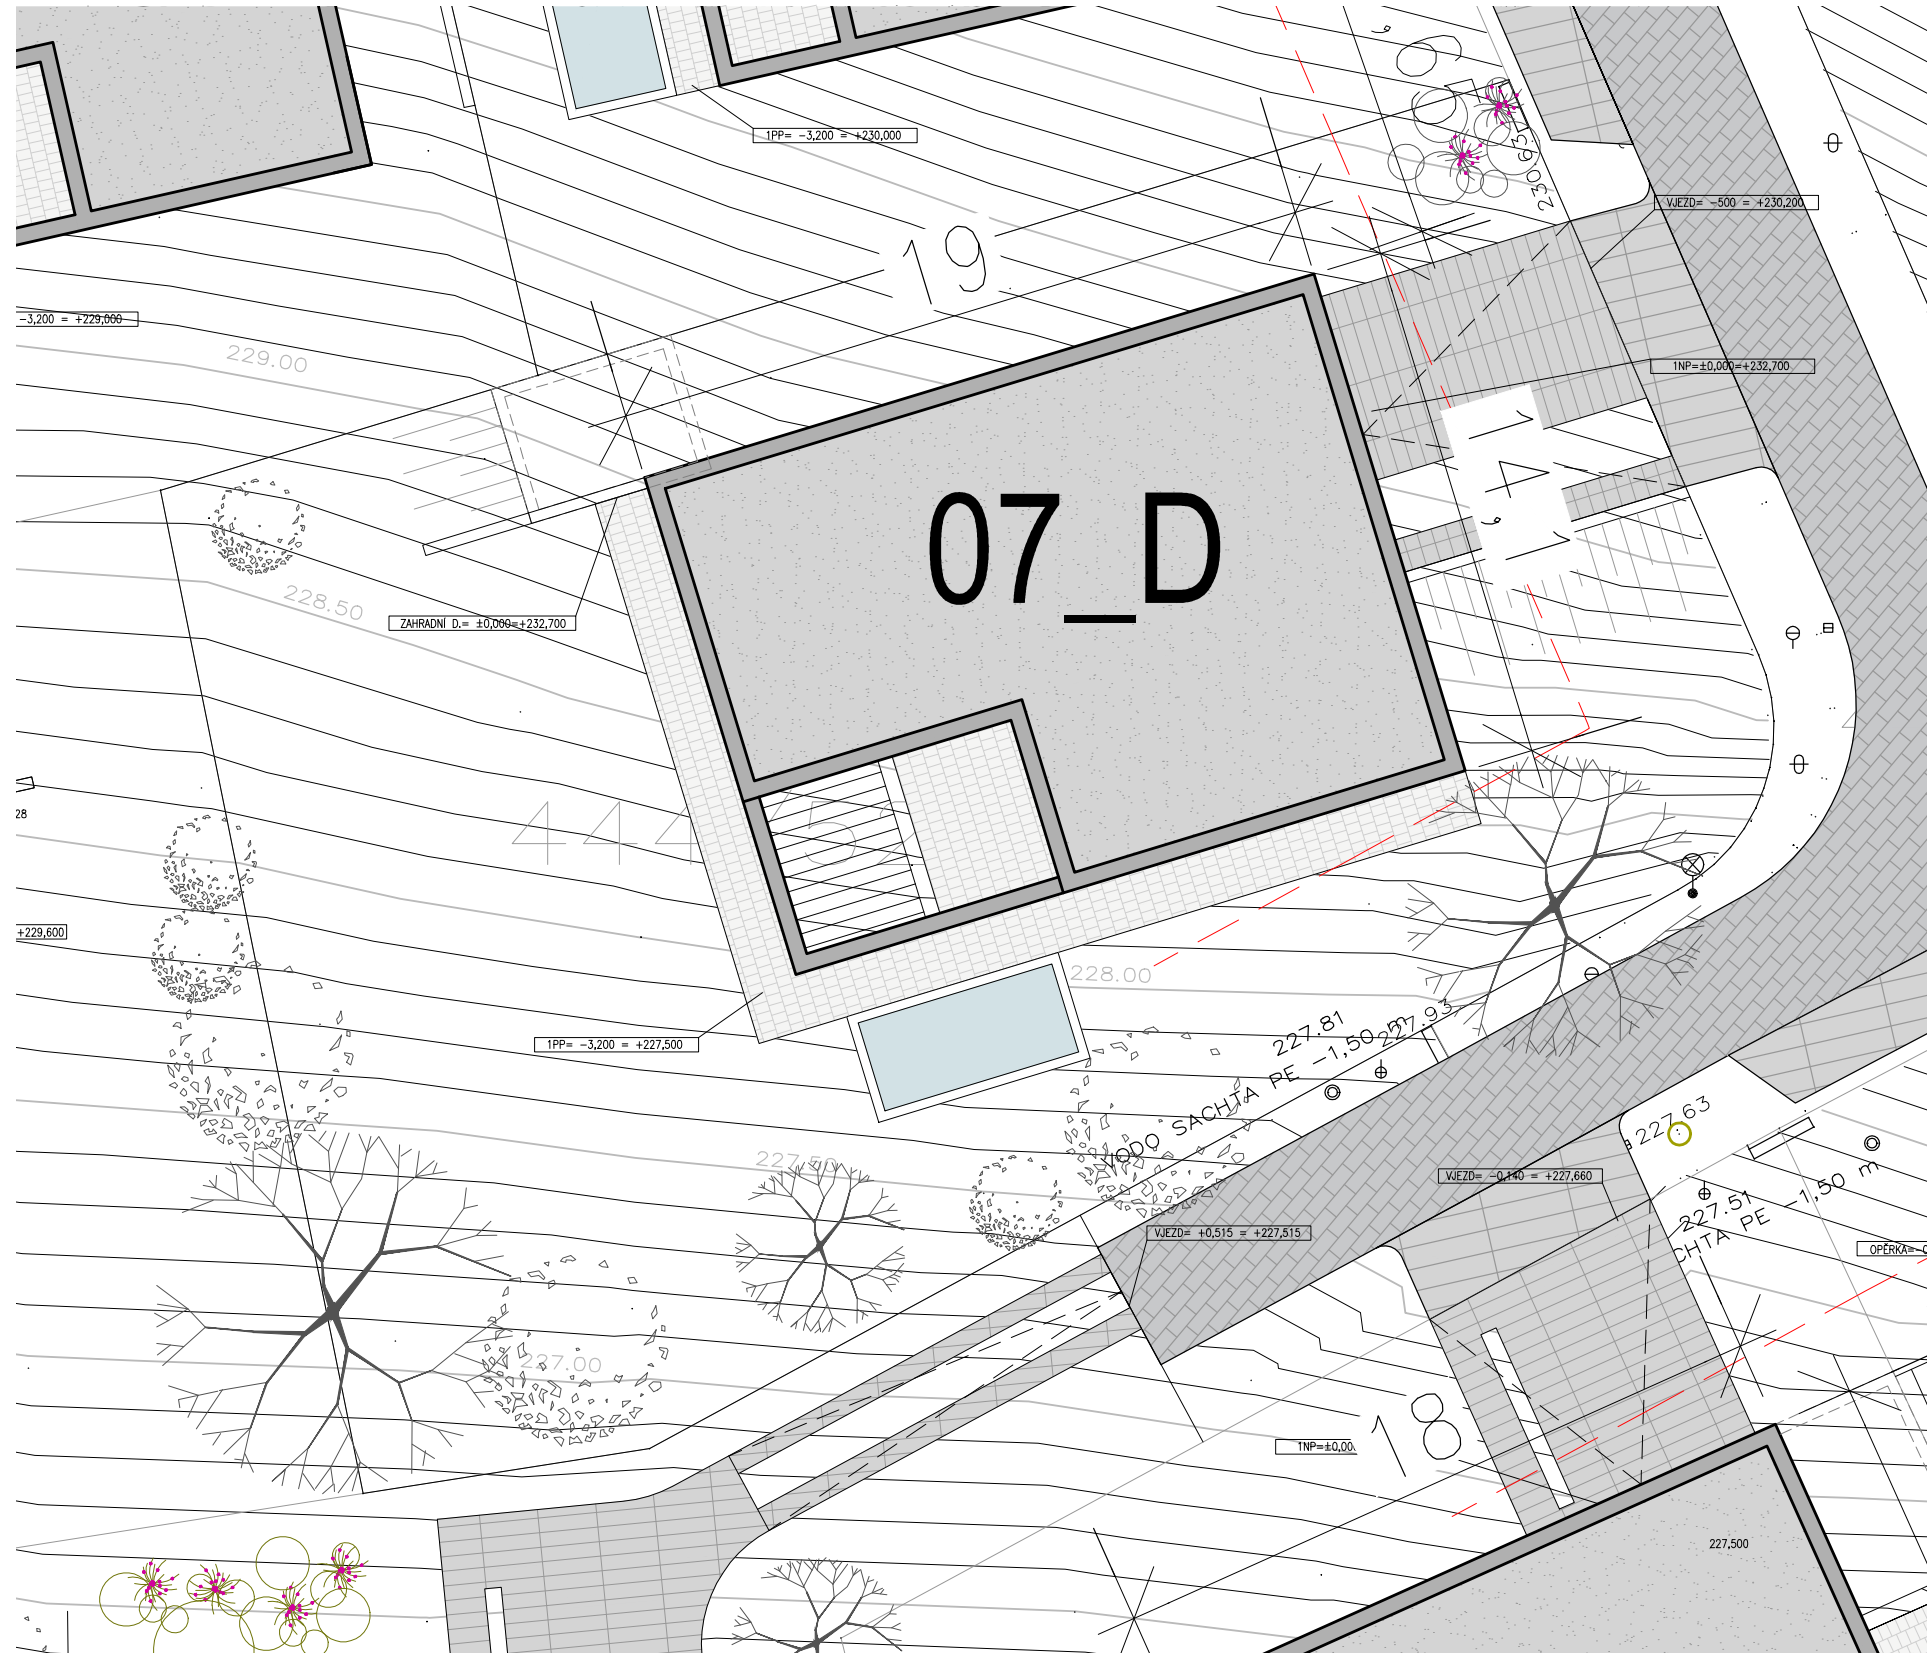 1PP= -3,200 = +230,000
230.63
VJEZD= -500 = +230,200
19
-3,200 = +229,000
229.00
1NP=±0,000=+232,700
07_D
228.50
ZAHRADNÍ D.= ±0,000=+232,700
28
444
+229,600
228.00
227.81
227.93
1PP= -3,200 = +227,500
VODO SACHTA PE -1,50 m
227.63
227.50
VJEZD= -0,140 = +227,660
227.51
CHTA PE -1,50 m
VJEZD= +0,515 = +227,515
OPĚRKA=
227.00
18
1NP=±0,00
227,500